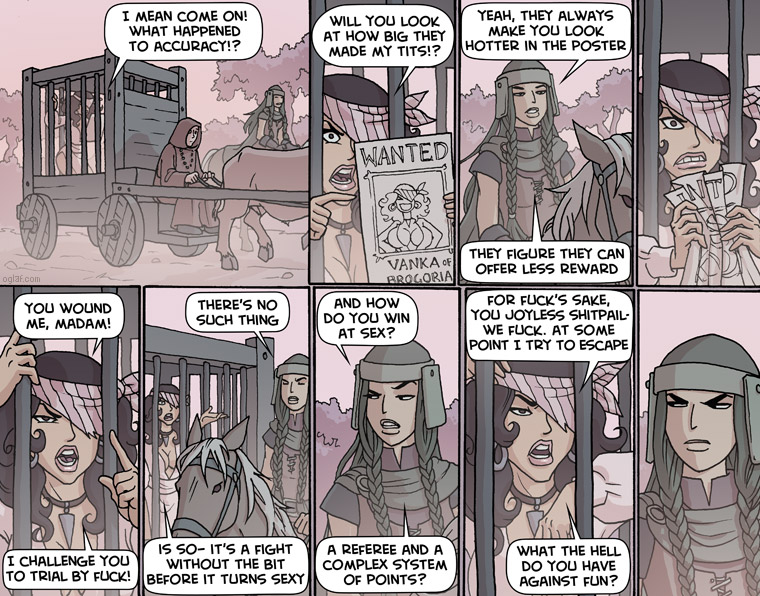 I MEAN COME ON!
WHAT HAPPENED
TO ACCURACY!?
oglaf.com
WILL YOU LOOK
AT HOW BIG THEY
MADE MY TITS!?
WANTED
VANKA OF
BROGORIA
YEAH, THEY ALWAYS
MAKE YOU LOOK
HOTTER IN THE POSTER
THEY FIGURE THEY CAN
OFFER LESS REWARD
YOU WOUND
ME, MADAM!
I CHALLENGE YOU
TO TRIAL BY FUCK!
THERE'S NO
SUCH THING
IS SO- IT'S A FIGHT
WITHOUT THE BIT
BEFORE IT TURNS SEXY
AND HOW
DO YOU WIN
AT SEX?
A REFEREE AND A
COMPLEX SYSTEM
OF POINTS?
FOR FUCK'S SAKE,
YOU JOYLESS SHITPAIL-
WE FUCK. AT SOME
POINT I TRY TO ESCAPE
WHAT THE HELL
DO YOU HAVE
AGAINST FUN?